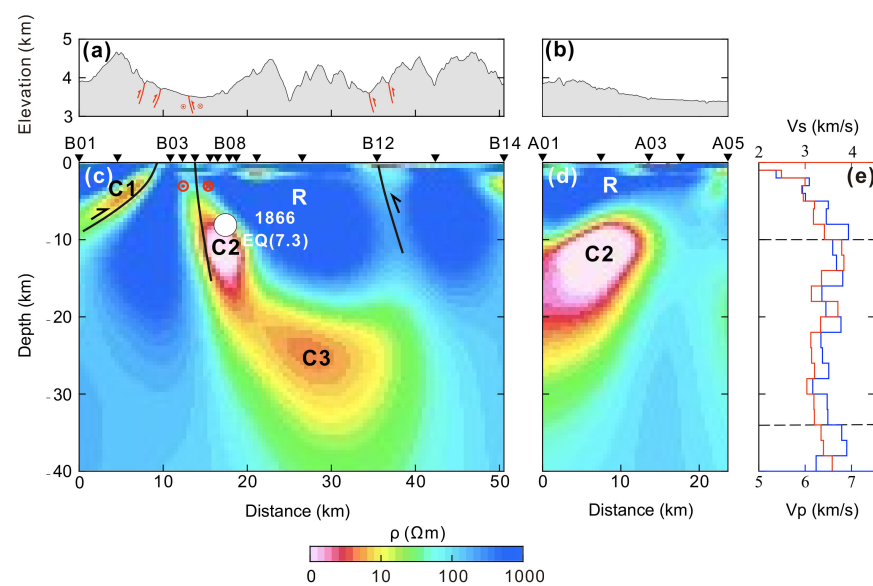 (a)
(b)
Elevation (km)
5
4
3
B01 B03 B08 B12 B14
A01 A03 A05
Vs (km/s)
2 3 4
0
-10
-20
-30
-40
Depth (km)
(c)
C1
R
1866
EQ(7.3)
C2
C3
(d)
R
C2
(e)
0 10 20 30 40 50
Distance (km)
0 10 20
Distance (km)
5 6 7
Vp (km/s)
ρ (Ωm)
0 10 100 1000